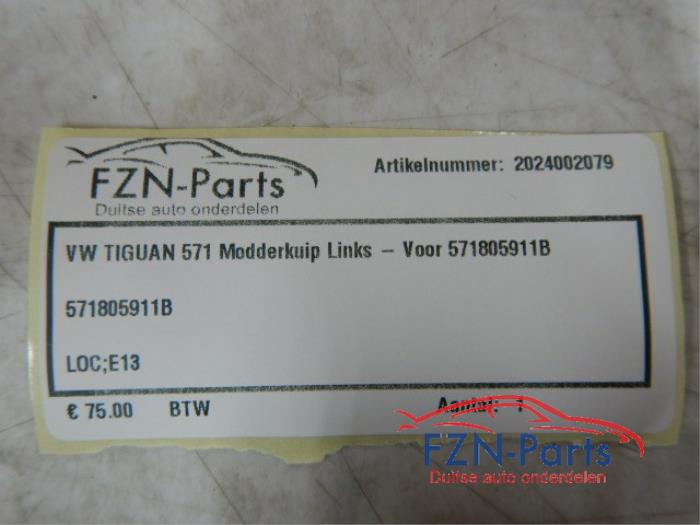 FZN-Parts
Duitse auto onderdelen
Artikelnummer: 2024002079
VW TIGUAN 571 Modderkuip Links – Voor 571805911B
571805911B
LOC;E13
€ 75.00 BTW Aantal: 1
FZN-Parts
Duitse auto onderdelen